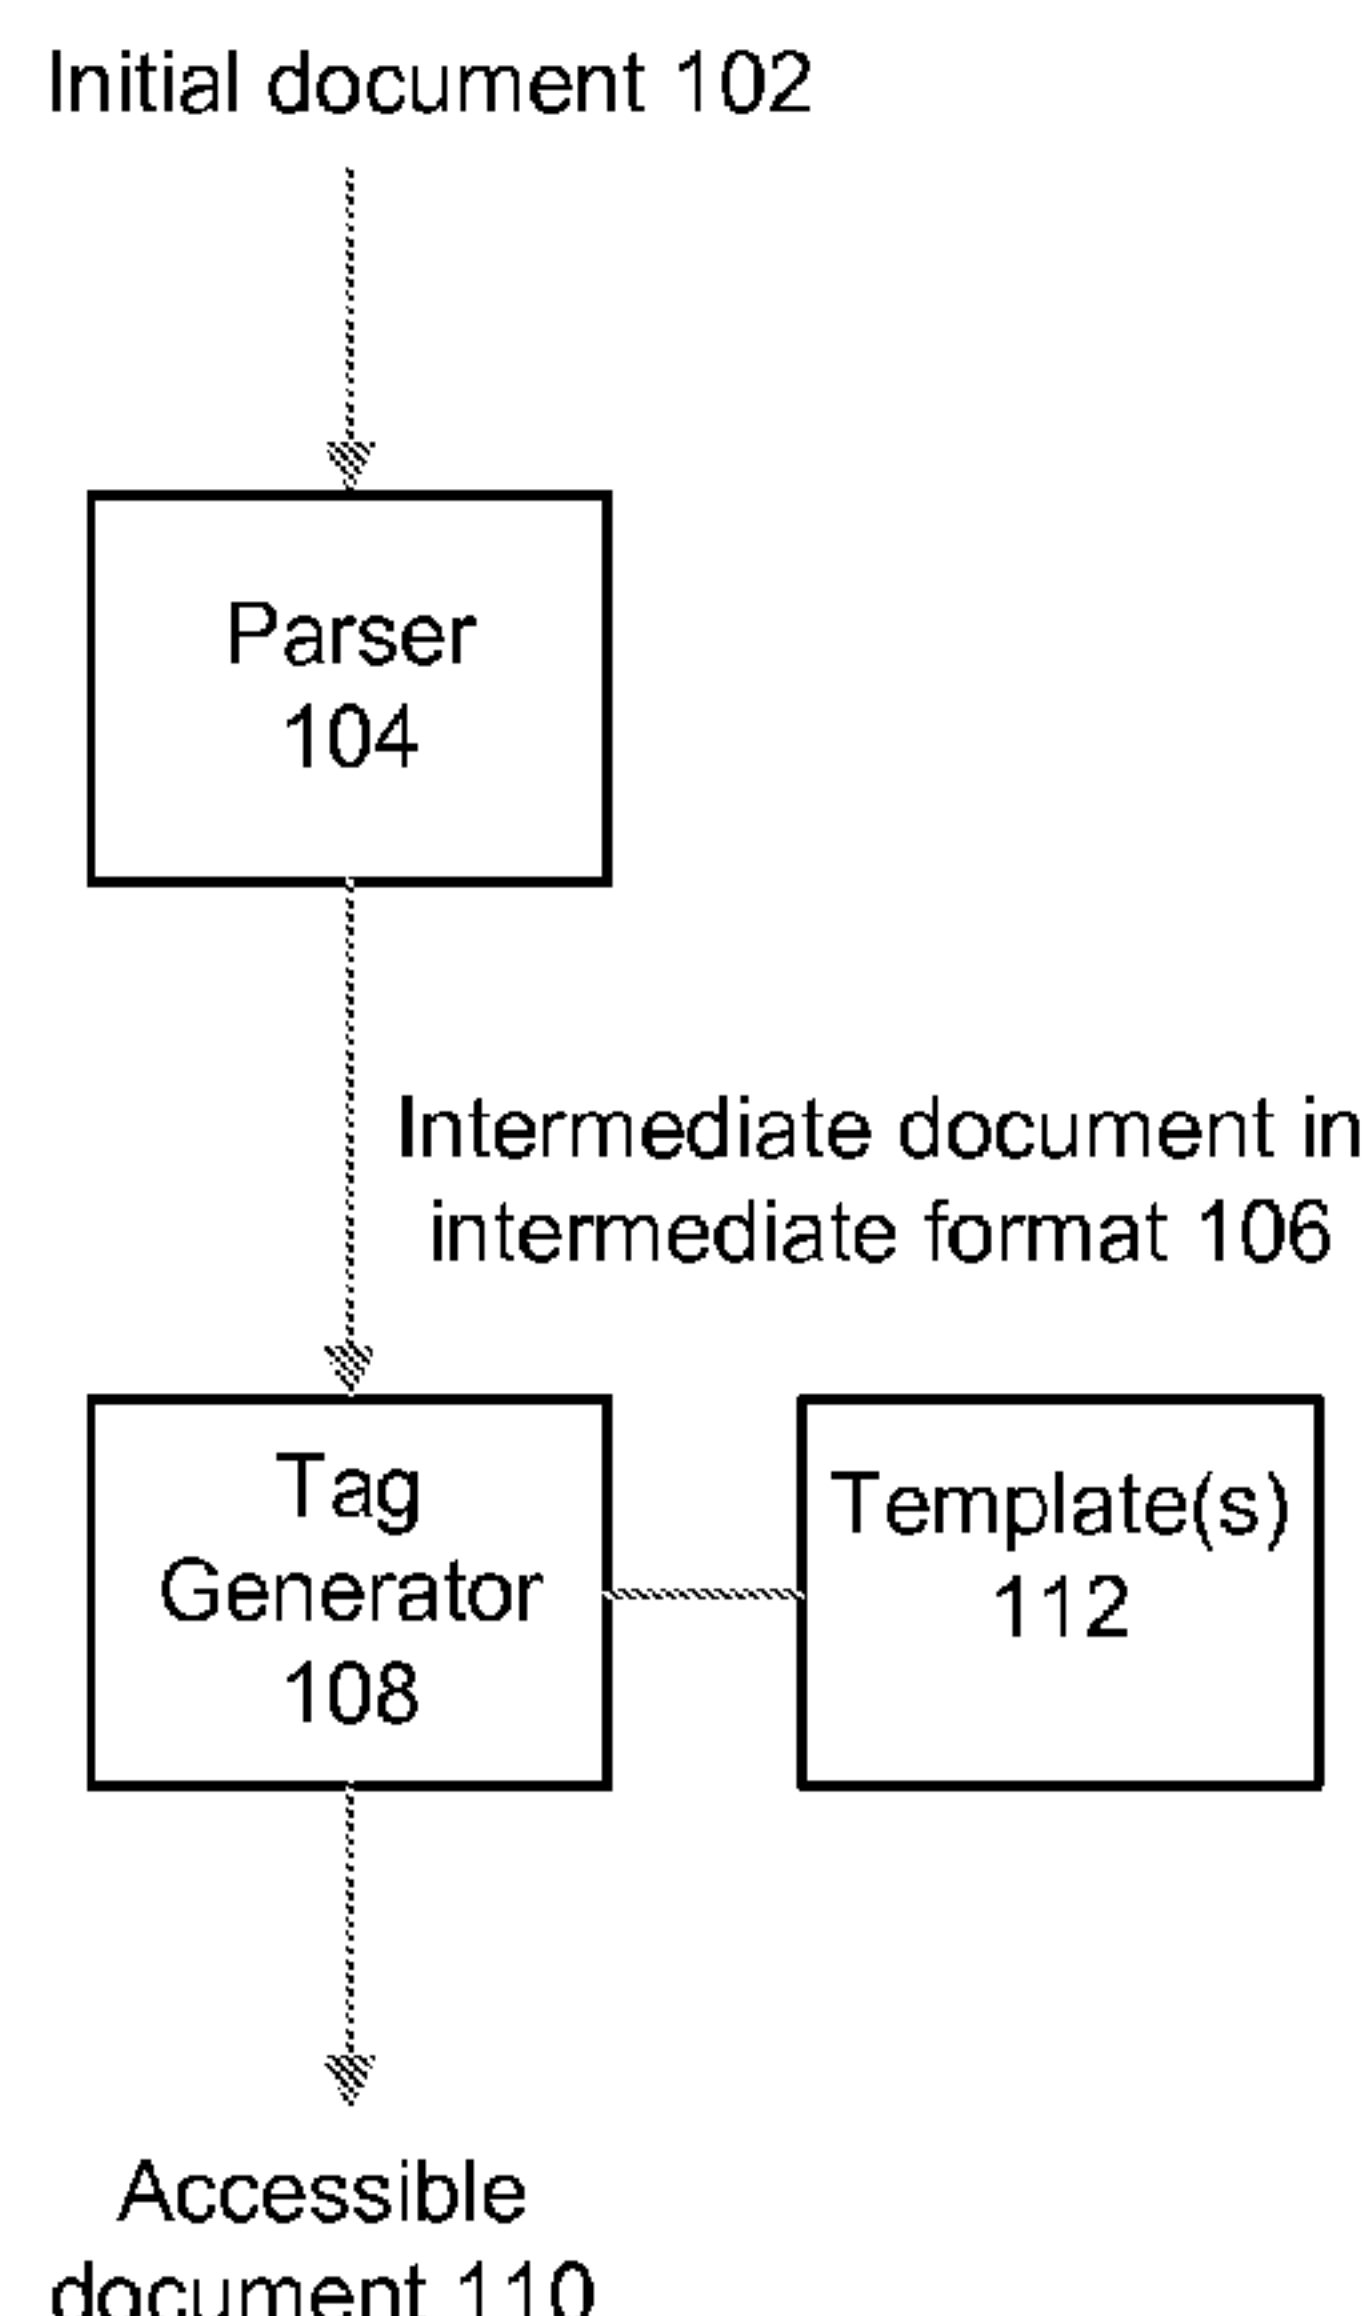 Initial document 102
Parser
104
Intermediate document in
intermediate format 106
Tag
Generator
108
Template(s)
112
Accessible
document 110